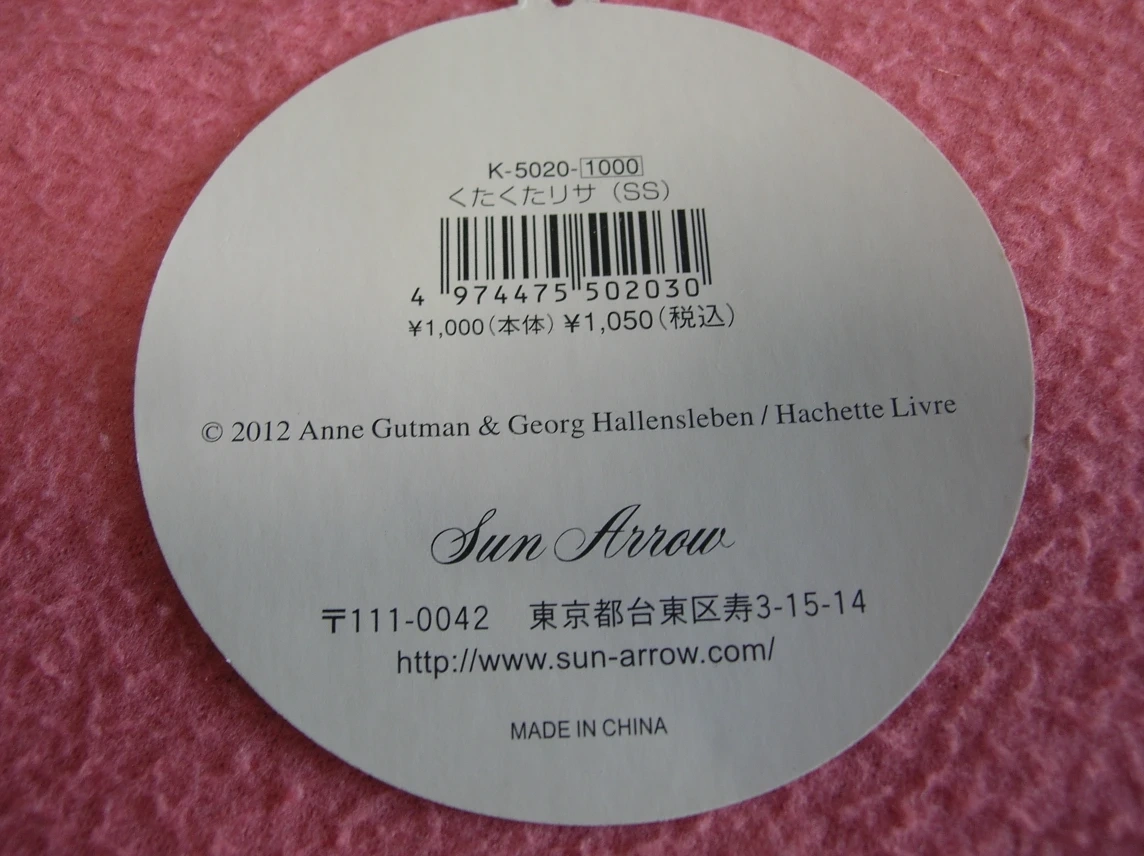 K-5020-1000
くたくたリサ（SS）
4 974475 502030
¥1,000（本体）¥1,050（税込）
© 2012 Anne Gutman & Georg Hallensleben / Hachette Livre
Sun Arrow
〒111-0042 東京都台東区寿3-15-14
http://www.sun-arrow.com/
MADE IN CHINA